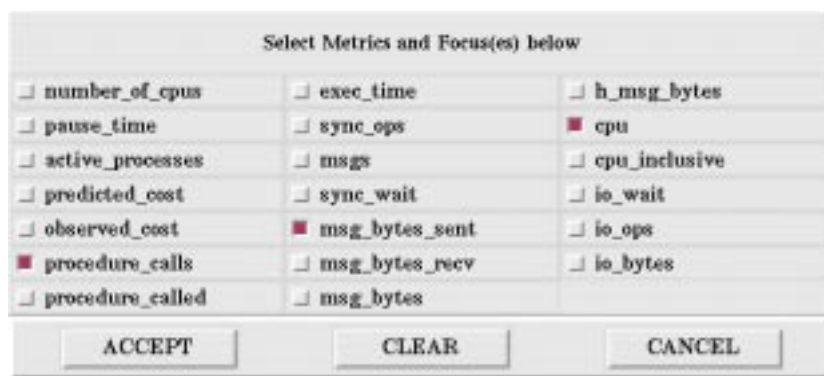 Select Metrics and Focus(es) below
number_of_cpus exec_time h_msg_bytes
pause_time sync_ops cpu
active_processes msgs cpu_inclusive
predicted_cost sync_wait io_wait
observed_cost msg_bytes_sent io_ops
procedure_calls msg_bytes_recv io_bytes
procedure_called msg_bytes
ACCEPT CLEAR CANCEL